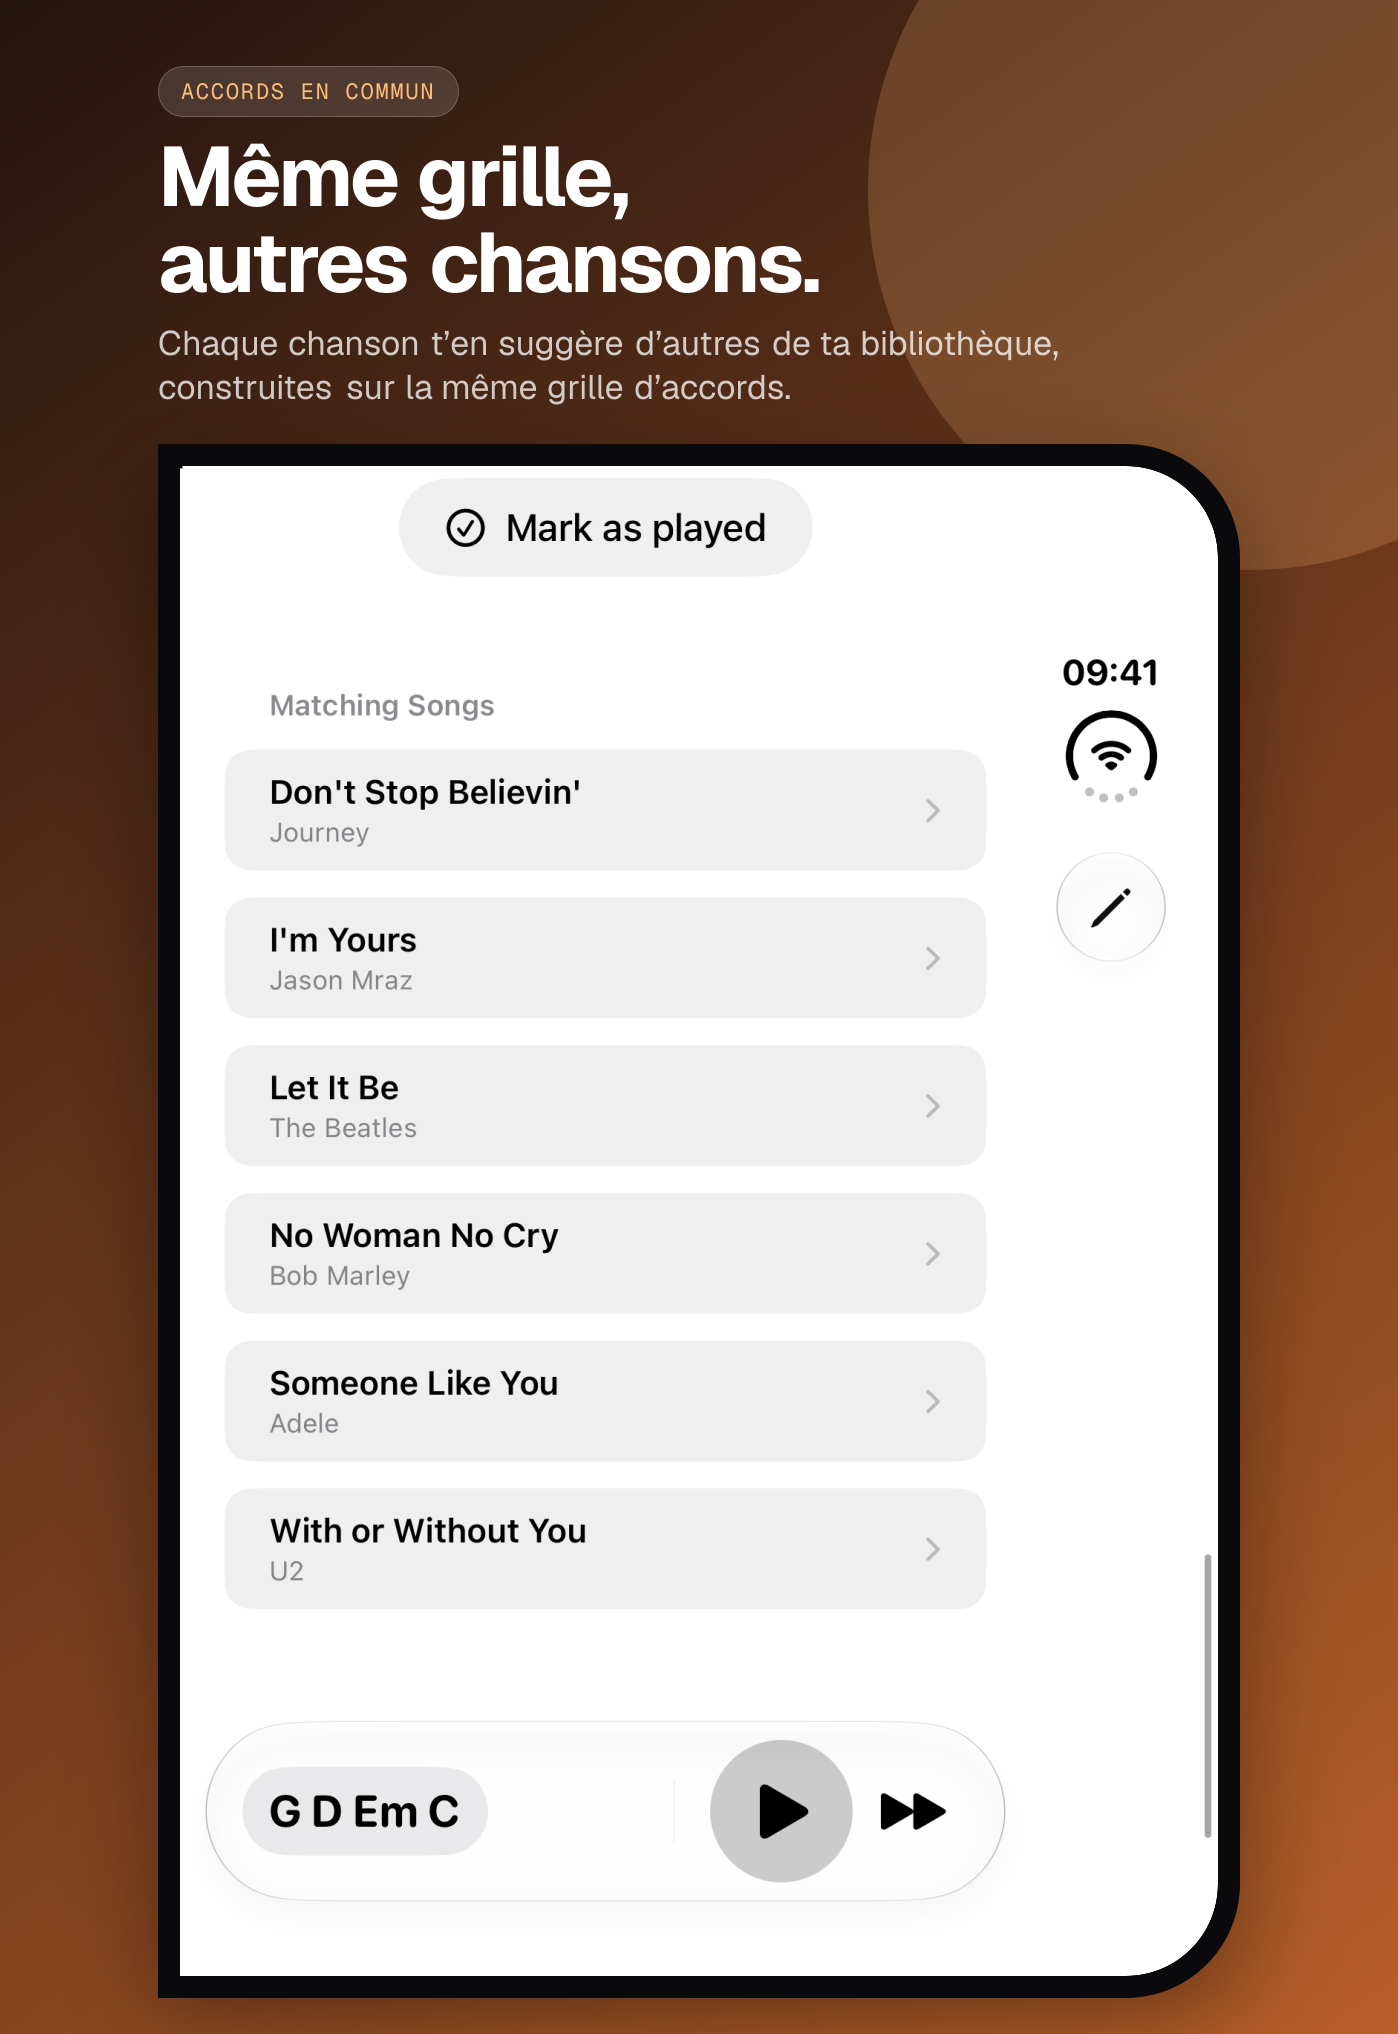 ACCORDS EN COMMUN
Même grille,
autres chansons.
Chaque chanson t’en suggère d’autres de ta bibliothèque,
construites sur la même grille d’accords.
Mark as played
09:41
Matching Songs
Don't Stop Believin'
Journey
I'm Yours
Jason Mraz
Let It Be
The Beatles
No Woman No Cry
Bob Marley
Someone Like You
Adele
With or Without You
U2
G D Em C